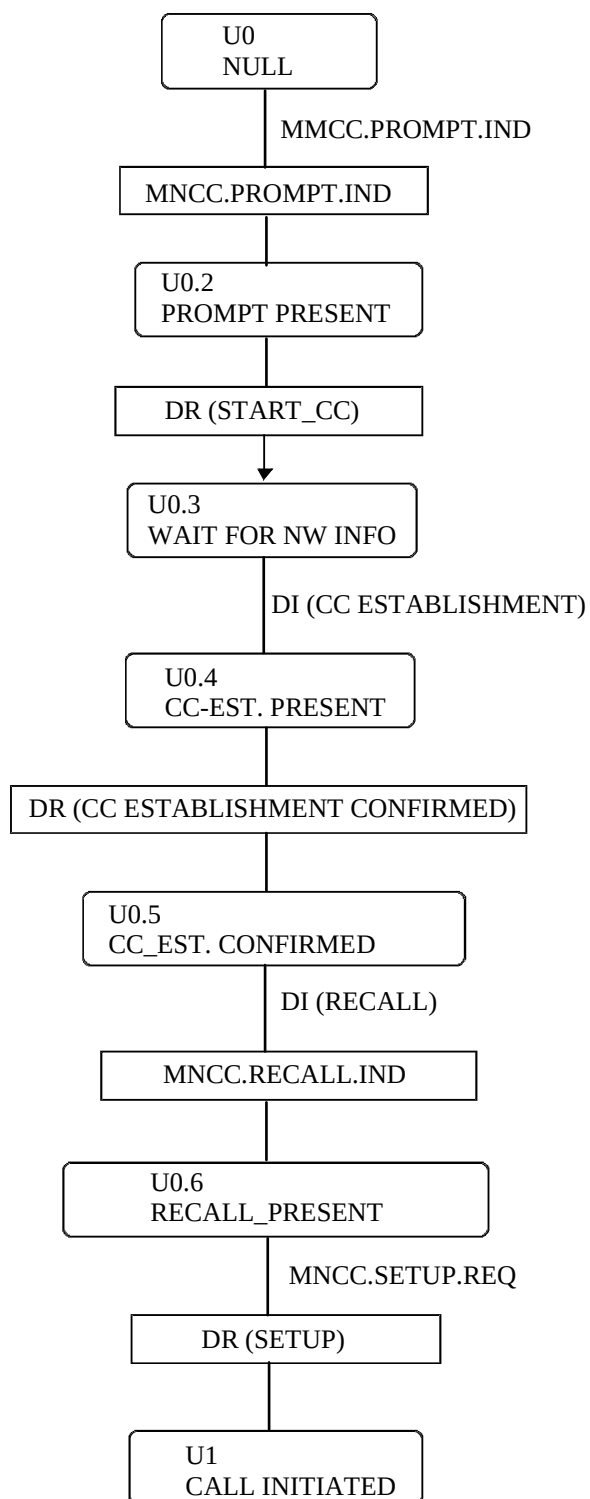 U0
NULL
MMCC.PROMPT.IND
MNCC.PROMPT.IND
U0.2
PROMPT PRESENT
DR (START_CC)
U0.3
WAIT FOR NW INFO
DI (CC ESTABLISHMENT)
U0.4
CC-EST. PRESENT
DR (CC ESTABLISHMENT CONFIRMED)
U0.5
CC_EST. CONFIRMED
DI (RECALL)
MNCC.RECALL.IND
U0.6
RECALL_PRESENT
MNCC.SETUP.REQ
DR (SETUP)
U1
CALL INITIATED